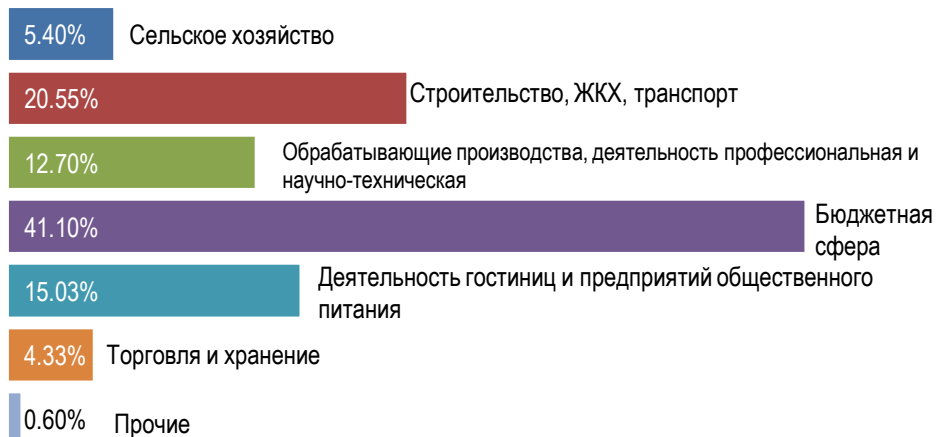 5.40% Сельское хозяйство
20.55% Строительство, ЖКХ, транспорт
12.70% Обрабатывающие производства, деятельность профессиональная и
научно-техническая
41.10% Бюджетная
сфера
15.03% Деятельность гостиниц и предприятий общественного
питания
4.33% Торговля и хранение
0.60% Прочие